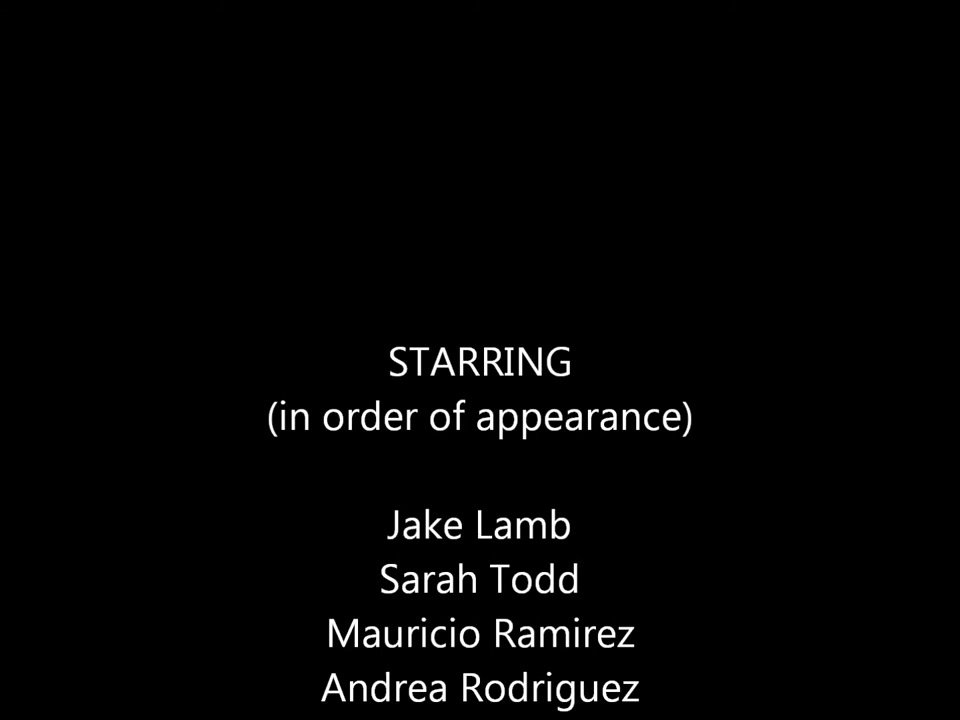 STARRING
(in order of appearance)
Jake Lamb
Sarah Todd
Mauricio Ramirez
Andrea Rodriguez